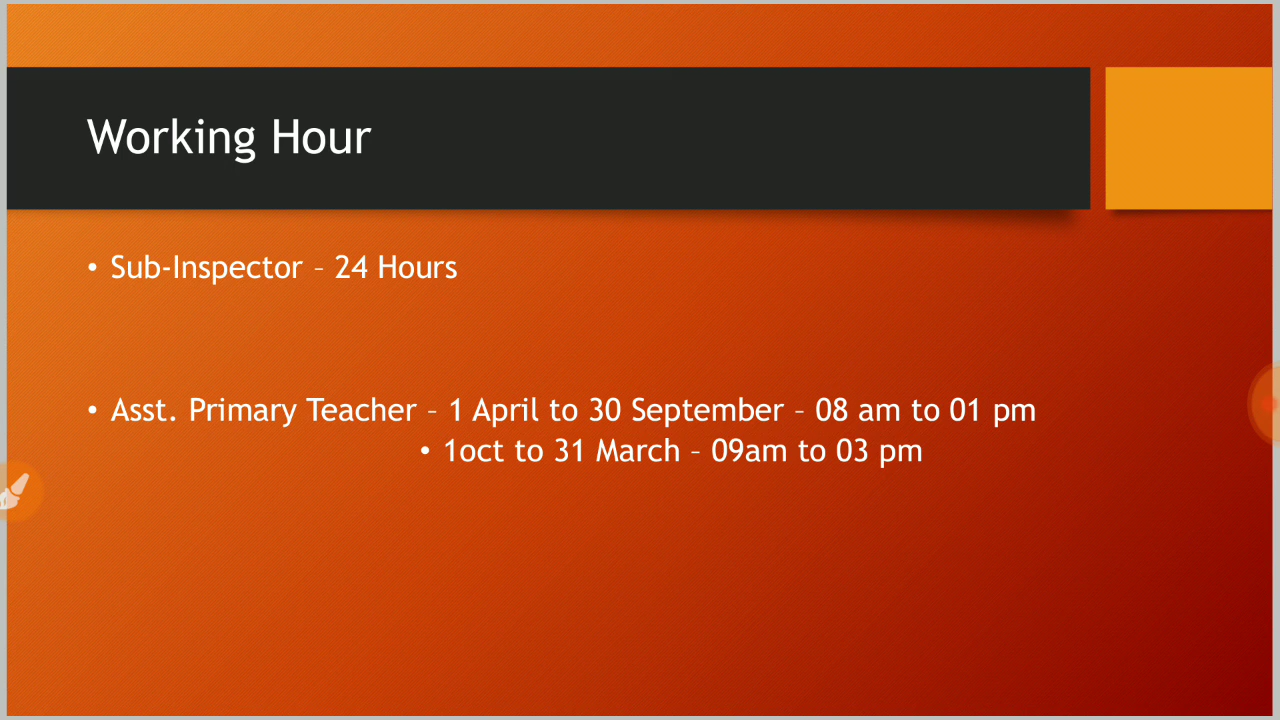 Working Hour
• Sub-Inspector – 24 Hours
• Asst. Primary Teacher – 1 April to 30 September – 08 am to 01 pm
• 1oct to 31 March – 09am to 03 pm